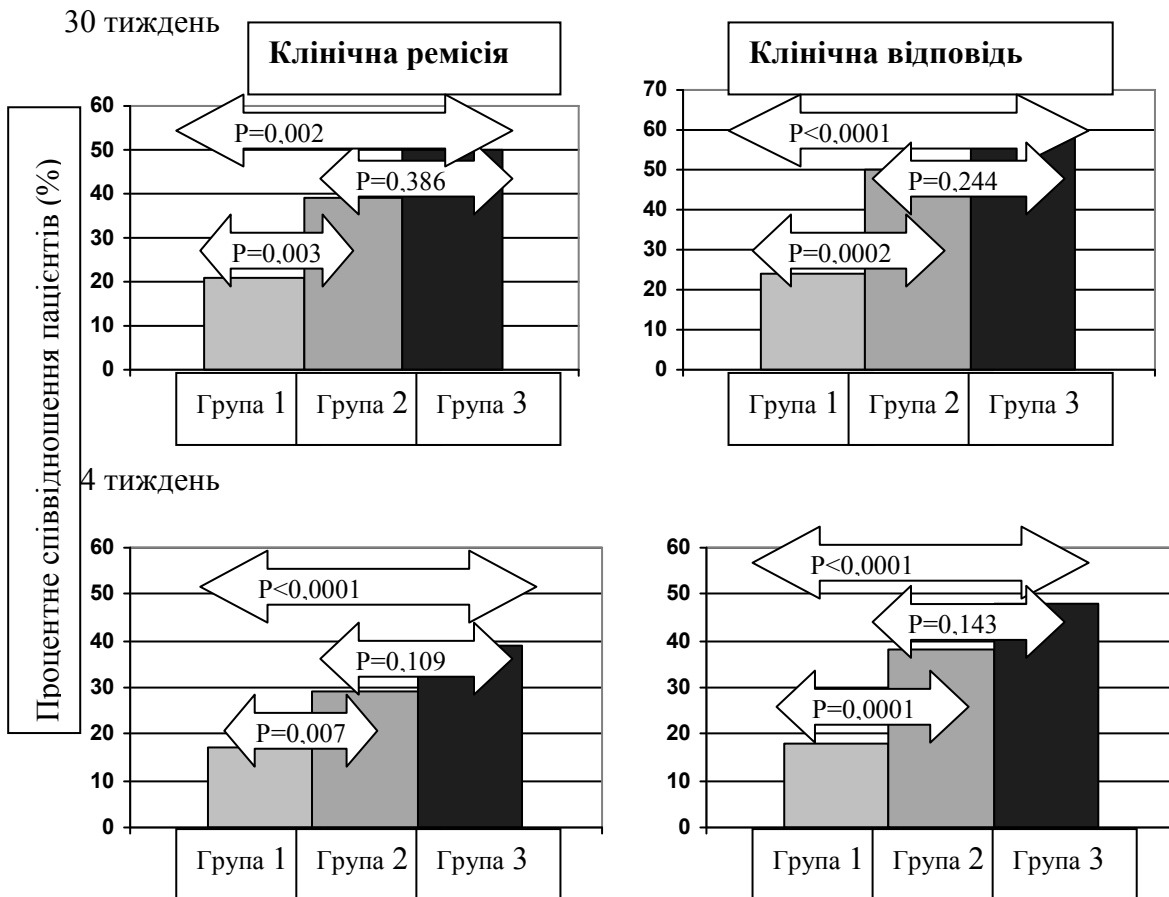 30 тиждень
Клінічна ремісія
Клінічна відповідь
Процентне співвідношення пацієнтів (%)
60
50
40
30
20
10
0
P=0,002
P=0,386
P=0,003
Група 1
Група 2
Група 3
70
60
50
40
30
20
10
0
P<0,0001
P=0,244
P=0,0002
Група 1
Група 2
Група 3
4 тиждень
60
50
40
30
20
10
0
P<0,0001
P=0,109
P=0,007
Група 1
Група 2
Група 3
60
50
40
30
20
10
0
P<0,0001
P=0,143
P=0,0001
Група 1
Група 2
Група 3